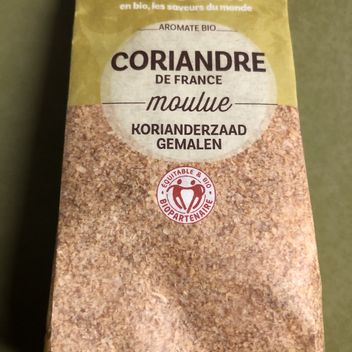 en bio, les saveurs du monde
AROMATE BIO
CORIANDRE
DE FRANCE
moulue
KORIANDERZAAD
GEMALEN
ÉQUITABLE & BIO
BIOPARTENAIRE